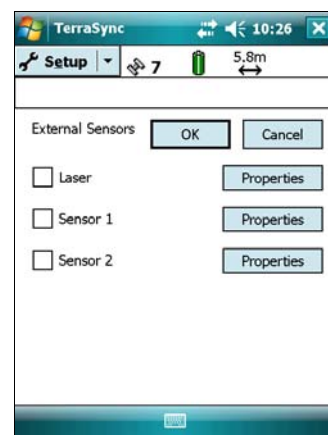 TerraSync 10:26
Setup 7 5.8m
External Sensors OK Cancel
Laser Properties
Sensor 1 Properties
Sensor 2 Properties